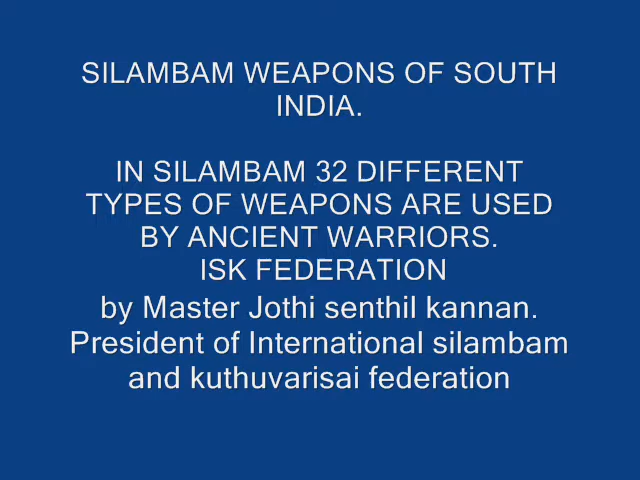 SILAMBAM WEAPONS OF SOUTH
INDIA.
IN SILAMBAM 32 DIFFERENT
TYPES OF WEAPONS ARE USED
BY ANCIENT WARRIORS.
ISK FEDERATION
by Master Jothi senthil kannan.
President of International silambam
and kuthuvarisai federation